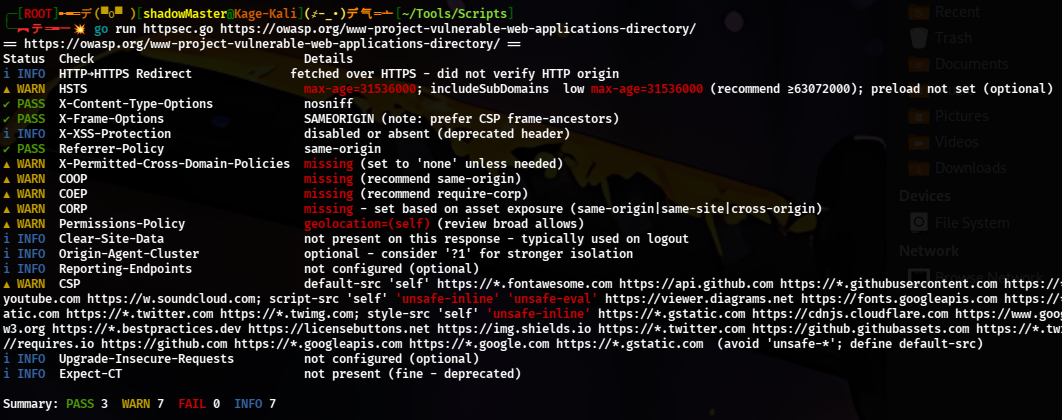 [ROOT] [shadowMaster@Kage-Kali] [~/Tools/Scripts]
go run httpsec.go https://owasp.org/www-project-vulnerable-web-applications-directory/
== https://owasp.org/www-project-vulnerable-web-applications-directory/ ==
Status Check Details
i INFO HTTP→HTTPS Redirect fetched over HTTPS - did not verify HTTP origin
▲ WARN HSTS max-age=31536000; includeSubDomains low max-age=31536000 (recommend ≥63072000); preload not set (optional)
✔ PASS X-Content-Type-Options nosniff
✔ PASS X-Frame-Options SAMEORIGIN (note: prefer CSP frame-ancestors)
i INFO X-XSS-Protection disabled or absent (deprecated header)
✔ PASS Referrer-Policy same-origin
▲ WARN X-Permitted-Cross-Domain-Policies missing (set to 'none' unless needed)
▲ WARN COOP missing (recommend same-origin)
▲ WARN COEP missing (recommend require-corp)
▲ WARN CORP missing - set based on asset exposure (same-origin|same-site|cross-origin)
▲ WARN Permissions-Policy geolocation=(self) (review broad allows)
i INFO Clear-Site-Data not present on this response - typically used on logout
i INFO Origin-Agent-Cluster optional - consider '?1' for stronger isolation
i INFO Reporting-Endpoints not configured (optional)
▲ WARN CSP default-src 'self' https://*.fontawesome.com https://api.github.com https://*.githubusercontent.com https://*
youtube.com https://w.soundcloud.com; script-src 'self' 'unsafe-inline' 'unsafe-eval' https://viewer.diagrams.net https://fonts.googleapis.com https://
atic.com https://*.twitter.com https://*.twimg.com; style-src 'self' 'unsafe-inline' https://*.gstatic.com https://cdnjs.cloudflare.com https://www.goog
w3.org https://*.bestpractices.dev https://licensebuttons.net https://img.shields.io https://*.twitter.com https://github.githubassets.com https://*.twi
//requires.io https://github.com https://*.googleapis.com https://*.google.com https://*.gstatic.com (avoid 'unsafe-*'; define default-src)
i INFO Upgrade-Insecure-Requests not configured (optional)
i INFO Expect-CT not present (fine - deprecated)
Summary: PASS 3 WARN 7 FAIL 0 INFO 7
Recent
Trash
Documents
Pictures
Videos
Downloads
Devices
File System
Network
Browse Network